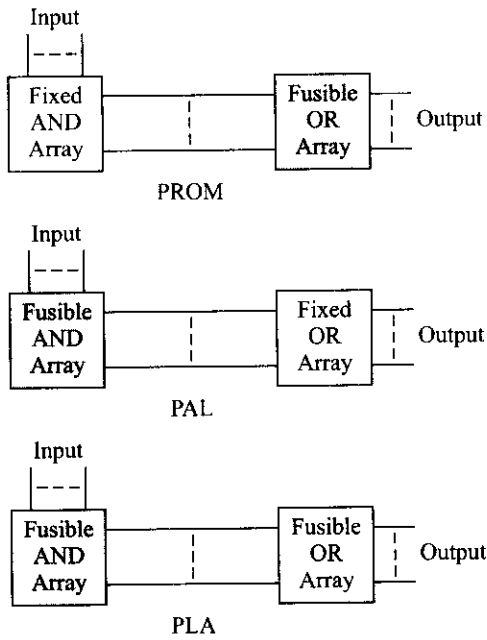 Input
Fixed
AND
Array
Fusible
OR
Array
Output
PROM
Input
Fusible
AND
Array
Fixed
OR
Array
Output
PAL
Input
Fusible
AND
Array
Fusible
OR
Array
Output
PLA